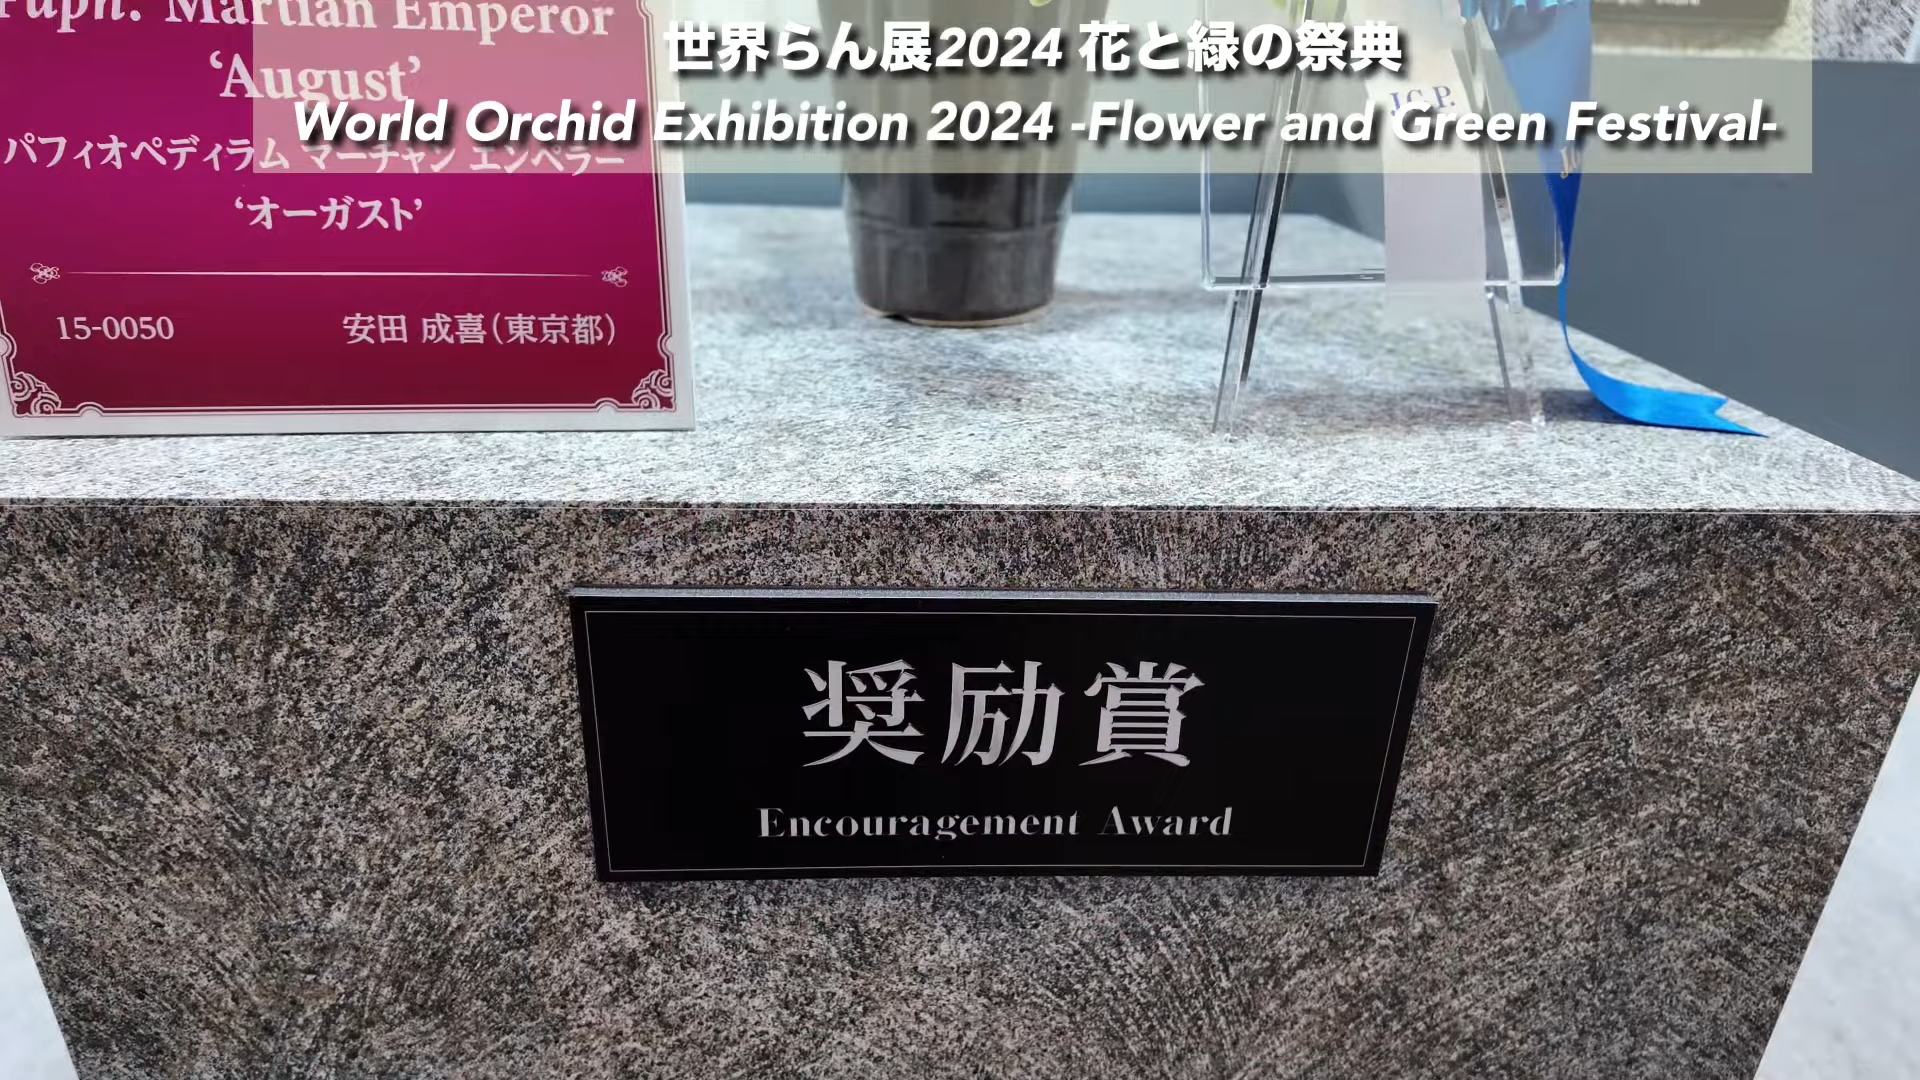 世界らん展2024 花と緑の祭典
World Orchid Exhibition 2024 -Flower and Green Festival-
Paph. Martian Emperor
‘August’
パフィオペディラム マーチャン エンペラー
‘オーガスト’
15-0050 安田 成喜(東京都)
J.G.P.
奨励賞
Encouragement Award